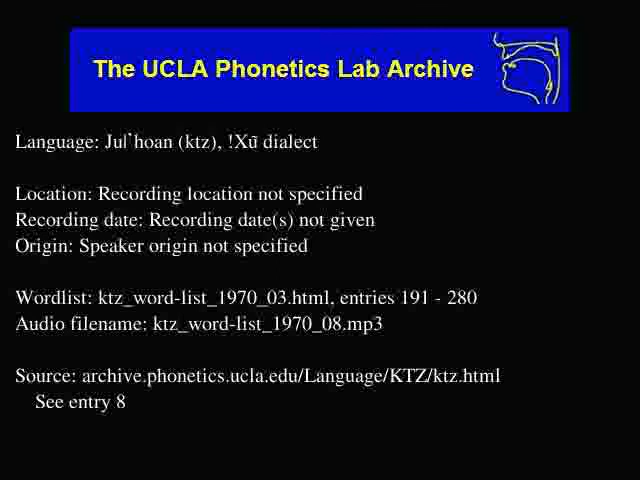 The UCLA Phonetics Lab Archive
Language: Ju|`hoan (ktz), !Xũ dialect
Location: Recording location not specified
Recording date: Recording date(s) not given
Origin: Speaker origin not specified
Wordlist: ktz_word-list_1970_03.html, entries 191 - 280
Audio filename: ktz_word-list_1970_08.mp3
Source: archive.phonetics.ucla.edu/Language/KTZ/ktz.html
See entry 8